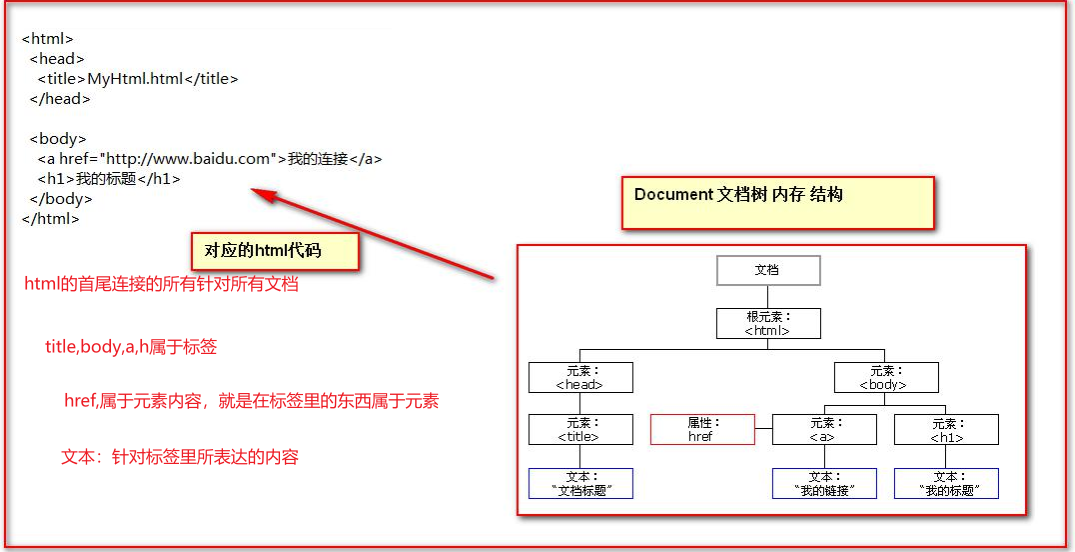 <html>
<head>
<title>MyHtml.html</title>
</head>
<body>
<a href="http://www.baidu.com">我的连接</a>
<h1>我的标题</h1>
</body>
</html>
对应的html代码
html的首尾连接的所有针对所有文档
title,body,a,h属于标签
href,属于元素内容，就是在标签里的东西属于元素
文本：针对标签里所表达的内容
Document 文档树 内存 结构
文档
根元素：
<html>
元素：
<head>
元素：
<body>
元素：
<title>
属性：
href
元素：
<a>
元素：
<h1>
文本：
“文档标题”
文本：
“我的链接”
文本：
“我的标题”